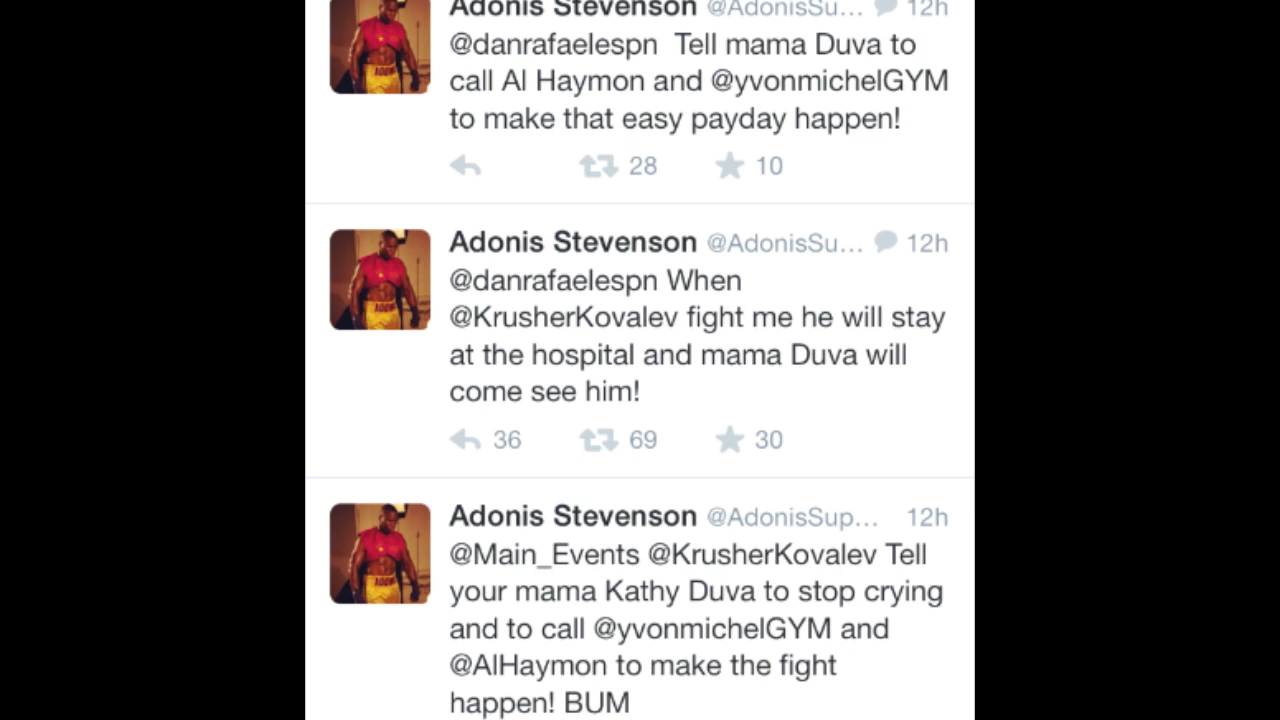 Adonis Stevenson @AdonisSu... 12h
@danrafaelespn Tell mama Duva to
call Al Haymon and @yvonmichelGYM
to make that easy payday happen!
28 10
Adonis Stevenson @AdonisSu... 12h
@danrafaelespn When
@KrusherKovalev fight me he will stay
at the hospital and mama Duva will
come see him!
36 69 30
Adonis Stevenson @AdonisSup... 12h
@Main_Events @KrusherKovalev Tell
your mama Kathy Duva to stop crying
and to call @yvonmichelGYM and
@AlHaymon to make the fight
happen! BUM